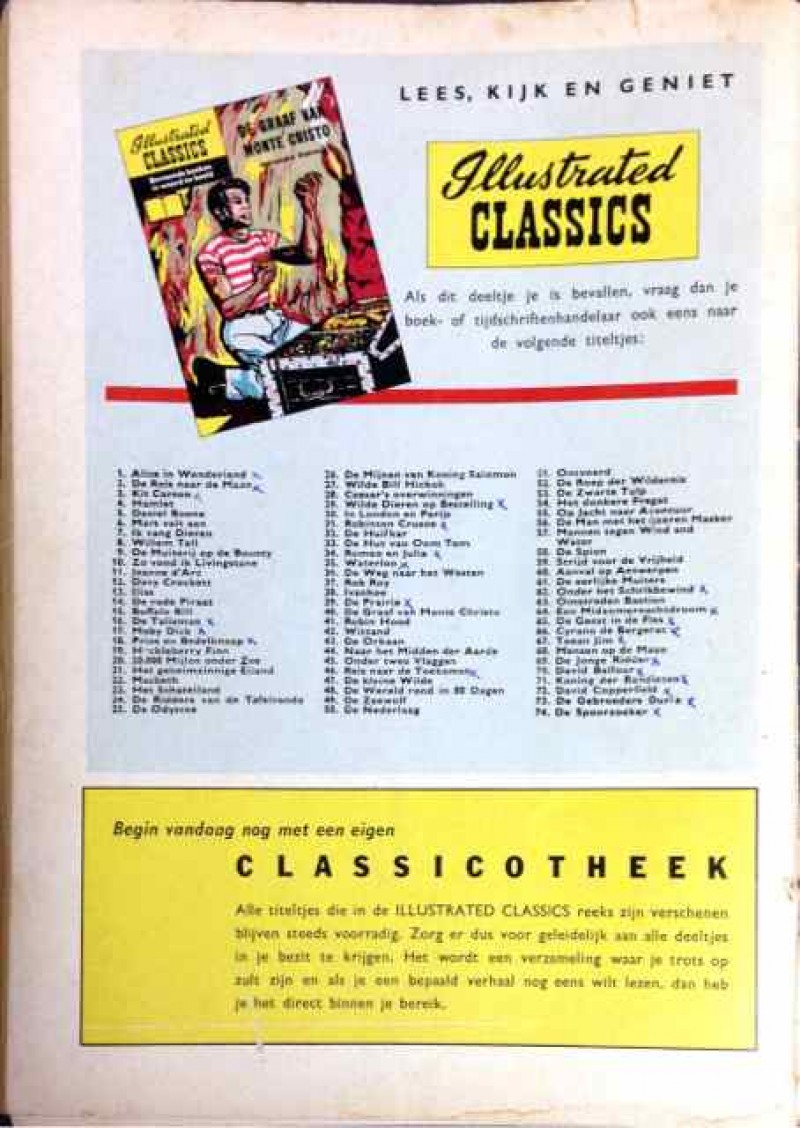 LEES, KIJK EN GENIET
Illustrated
CLASSICS
DE GRAAF VAN
MONTE CRISTO
Illustrated
CLASSICS
Als dit deeltje je is bevallen, vraag dan je
boek- of tijdschriftenhandelaar ook eens naar
de volgende titeltjes:
1. Alice in Wonderland
2. De Reis naar de Maan
3. Kit Carson
4. Hamlet
5. Daniel Boone
6. Mark valt aan
7. Ik vang Dieren
8. Willem Tell
9. De Muiterij op de Bounty
10. Zo vond ik Livingstone
11. Jeanne d'Arc
12. Davy Crockett
13. Ilias
14. De rode Piraat
15. Buffalo Bill
16. De Talisman
17. Moby Dick
18. Prins en Bedelknaap
19. Huckleberry Finn
20. 20.000 Mijlen onder Zee
21. Het geheimzinnige Eiland
22. Macbeth
23. Het Schateiland
24. De Ridders van de Tafelronde
25. De Odyssee
26. De Mijnen van Koning Salomon
27. Wilde Bill Hickok
28. Caesar's overwinningen
29. Wilde Dieren op Bestelling
30. In Londen en Parijs
31. Robinson Crusoe
32. De Huifkar
33. De Hut van Oom Tom
34. Romeo en Julia
35. Waterloo
36. De Weg naar het Westen
37. Rob Roy
38. Ivanhoe
39. De Prairie
40. De Graaf van Monte Christo
41. Robin Hood
42. Witstand
43. De Orkaan
44. Naar het Midden der Aarde
45. Onder twee Vlaggen
46. Reis naar de Toekomst
47. De kleine Wilde
48. De Wereld rond in 80 Dagen
49. De Zeewolf
50. De Nederlaag
51. Ontvoerd
52. De Roep der Wildernis
53. De Zwarte Tulp
54. Het donkere Fregat
55. Op Jacht naar Avontuur
56. De Man met het ijzeren Masker
57. Mannen tegen Wind and
Water
58. De Spion
59. Strijd voor de Vrijheid
60. Aanval op Antwerpen
61. De eerlijke Muiters
62. Onder het Schrikbewind
63. Omstreden Bastion
64. Een Midzomernachtsdroom
65. De Geest in de Fles
66. Cyrano de Bergerac
67. Tweeri Jim
68. Mensen op de Maan
69. De Jonge Ridder
70. David Balfour
71. Koning der Bandieten
72. David Copperfield
73. De Gebroeders Durie
74. De Spoorzoeker
Begin vandaag nog met een eigen
CLASSICOTHEEK
Alle titeltjes die in de ILLUSTRATED CLASSICS reeks zijn verschenen
blijven steeds voorradig. Zorg er dus voor geleidelijk aan alle deeltjes
in je bezit te krijgen. Het wordt een verzameling waar je trots op
zult zijn en als je een bepaald verhaal nog eens wilt lezen, dan heb
je het direct binnen je bereik.